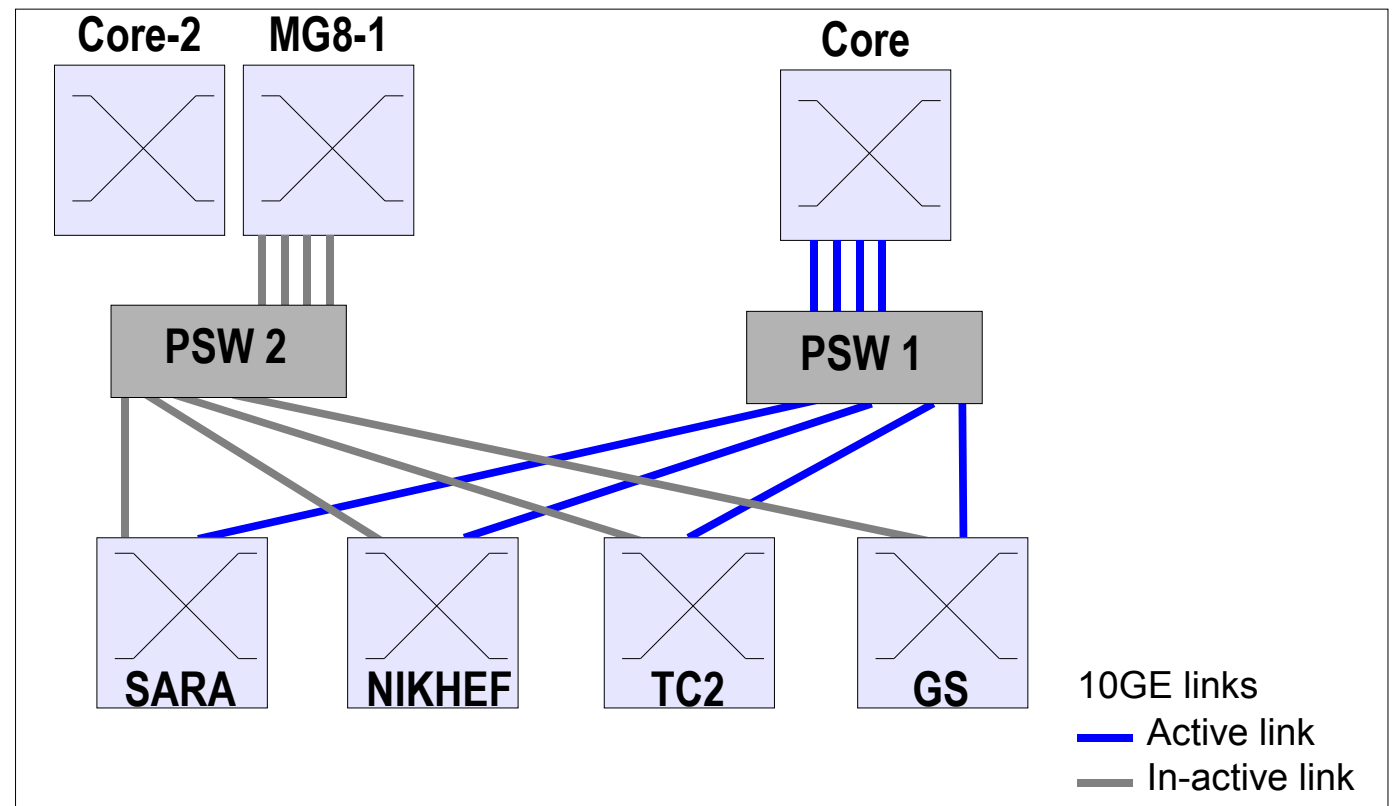 Core-2
MG8-1
Core
PSW 2
PSW 1
SARA
NIKHEF
TC2
GS
10GE links
Active link
In-active link